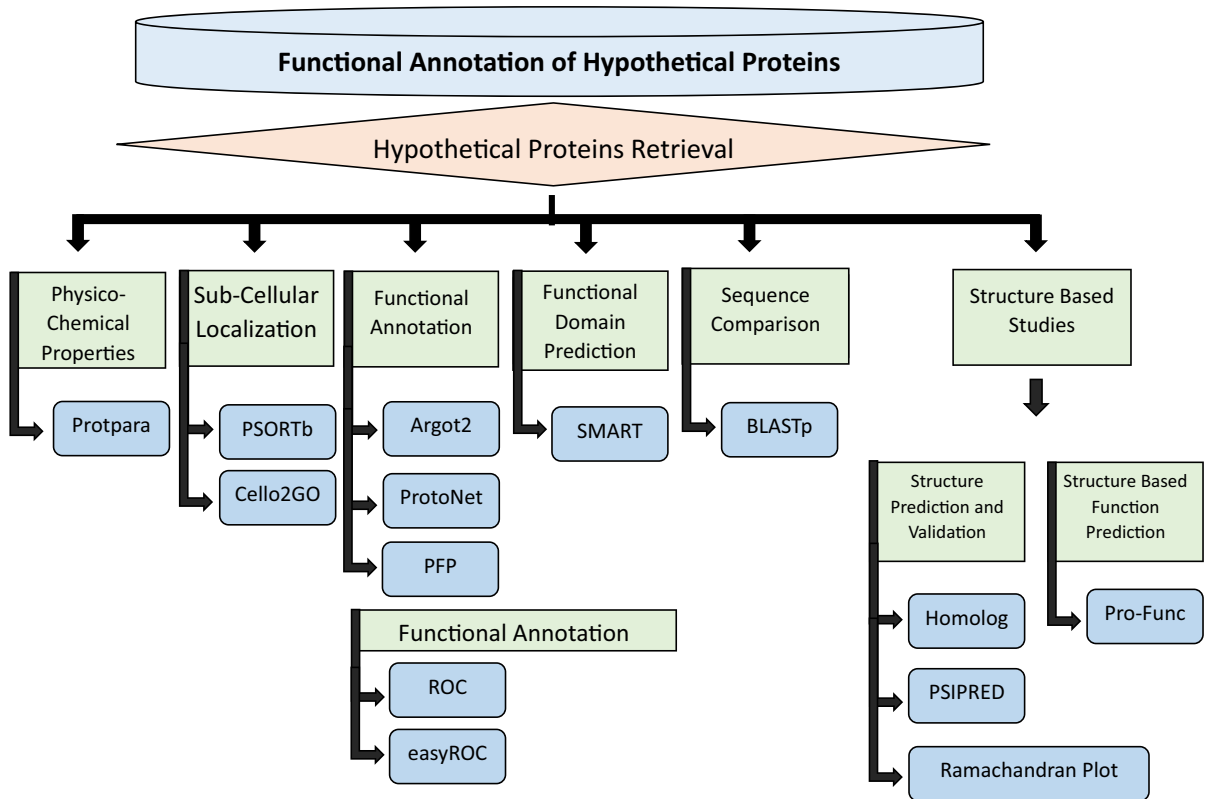 Functional Annotation of Hypothetical Proteins
Hypothetical Proteins Retrieval
Physico-
Chemical
Properties
Protpara
Sub-Cellular
Localization
PSORTb
Cello2GO
Functional
Annotation
Argot2
ProtoNet
PFP
Functional Annotation
ROC
easyROC
Functional
Domain
Prediction
SMART
Sequence
Comparison
BLASTp
Structure Based
Studies
Structure
Prediction and
Validation
Homolog
PSIPRED
Ramachandran Plot
Structure Based
Function
Prediction
Pro-Func